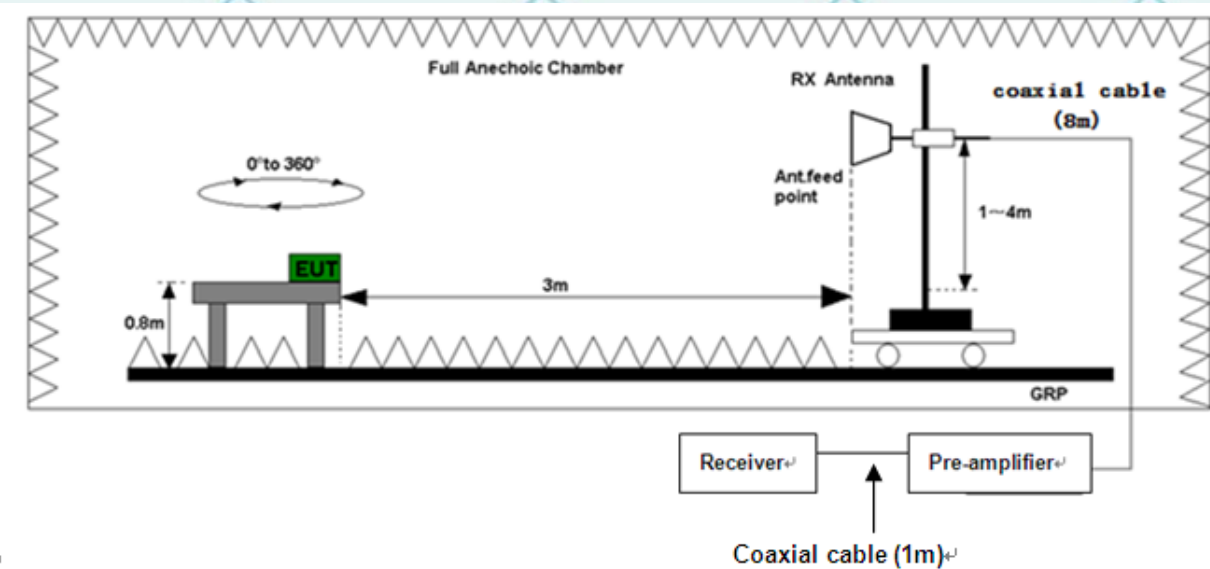 Full Anechoic Chamber
RX Antenna
coaxial cable
(8m)
0°to 360°
Ant.feed
point
1~4m
EUT
3m
0.8m
GRP
Receiver↵
Pre-amplifier↵
Coaxial cable (1m)↵